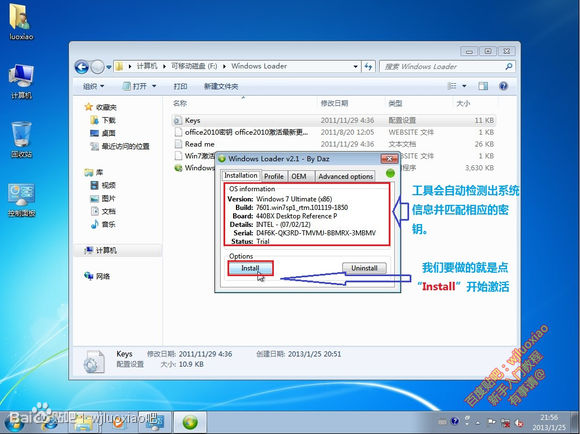 luoxiao
计算机
回收站
控制面板
计算机 可移动磁盘 (F:) Windows Loader
搜索 Windows Loader
组织 打开 打印 新建文件夹
收藏夹
下载
桌面
最近访问的位置
库
视频
图片
文档
音乐
计算机
网络
名称 修改日期 类型 大小
Keys 2011/11/29 4:36 配置设置 11 KB
office2010密钥 office2010激活最新更... 2011/8/20 12:05 WEBSITE 文件 2 KB
Read me 2011/11/29 4:36 文本文档 26 KB
Win7激 WEBSITE 文件 2 KB
Windows 程序 3,630 KB
Windows Loader v2.1 - By Daz
Installation Profile OEM Advanced options
OS information
Version: Windows 7 Ultimate (x86)
Build: 7601.win7sp1_rtm.101119-1850
Board: 440BX Desktop Reference P
Details: INTEL - (07/02/12)
Serial: D4F6K-QK3RD-TMVMJ-BBMRX-3MBMV
Status: Trial
Options
Install Uninstall
工具会自动检测出系统
信息并匹配相应的密
钥。
我们要做的就是点
“Install”开始激活
Keys 修改日期: 2011/11/29 4:36 创建日期: 2013/1/25 20:51
配置设置 大小: 10.9 KB
百度贴吧：wjluoxiao
新手入门教程
有事请@
Bai 贴吧：wjluoxiao吧
21:56
2013/1/25